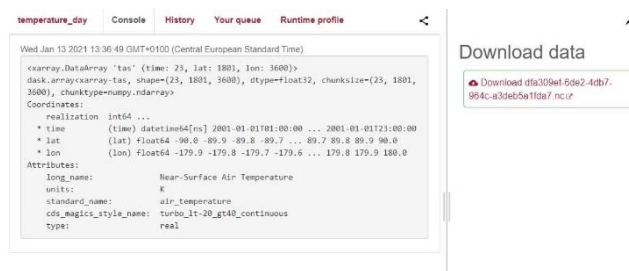 temperature_day Console History Your queue Runtime profile
Wed Jan 13 2021 13:36:49 GMT+0100 (Central European Standard Time)
<xarray.DataArray 'tas' (time: 23, lat: 1801, lon: 3600)>
dask.array<xarray-tas, shape=(23, 1801, 3600), dtype=float32, chunksize=(23, 1801,
3600), chunktype=numpy.ndarray>
Coordinates:
realization int64 ...
* time (time) datetime64[ns] 2001-01-01T01:00:00 ... 2001-01-01T23:00:00
* lat (lat) float64 -90.0 -89.9 -89.8 -89.7 ... 89.7 89.8 89.9 90.0
* lon (lon) float64 -179.9 -179.8 -179.7 -179.6 ... 179.8 179.9 180.0
Attributes:
long_name: Near-Surface Air Temperature
units: K
standard_name: air_temperature
cds_magics_style_name: turbo_lt-20_gt40_continuous
type: real
Download data
Download dfa309ef-6de2-4db7-
964c-a3deb5a1fda7.nc